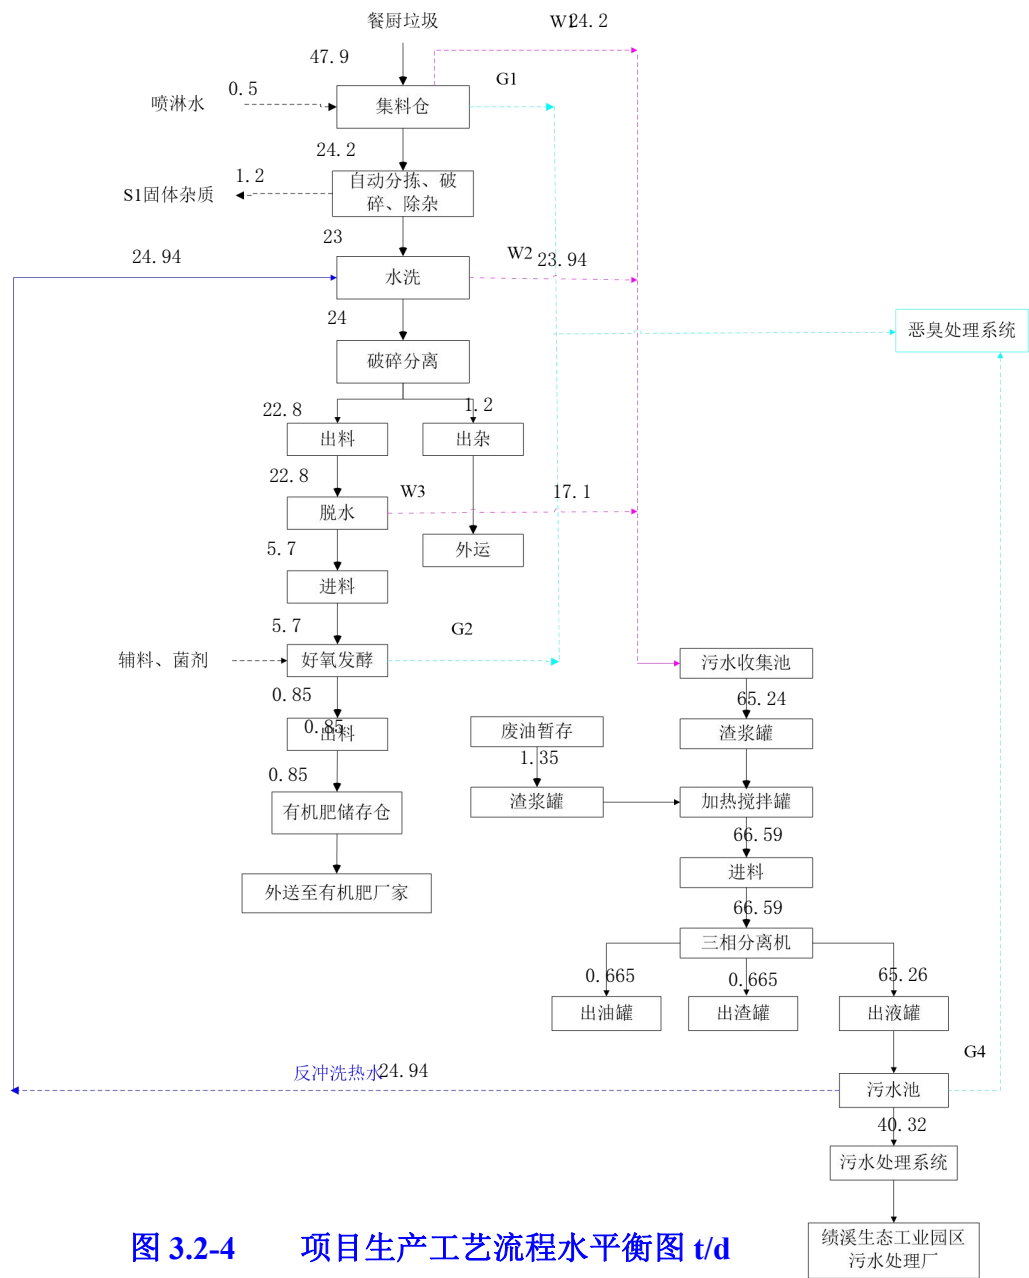 餐厨垃圾
W1
24.2
47.9
G1
喷淋水
0.5
集料仓
24.2
S1固体杂质
1.2
自动分拣、破
碎、除杂
23
24.94
水洗
W2
23.94
24
恶臭处理系统
破碎分离
22.8
1.2
出料
出杂
22.8
W3
17.1
脱水
5.7
外运
进料
5.7
G2
辅料、菌剂
好氧发酵
污水收集池
0.85
65.24
0.85
出料
废油暂存
渣浆罐
1.35
0.85
有机肥储存仓
渣浆罐
加热搅拌罐
66.59
外送至有机肥厂家
进料
66.59
三相分离机
0.665
0.665
65.26
出油罐
出渣罐
出液罐
G4
反冲洗热水
24.94
污水池
40.32
污水处理系统
绩溪生态工业园区
污水处理厂
图 3.2-4 项目生产工艺流程水平衡图 t/d